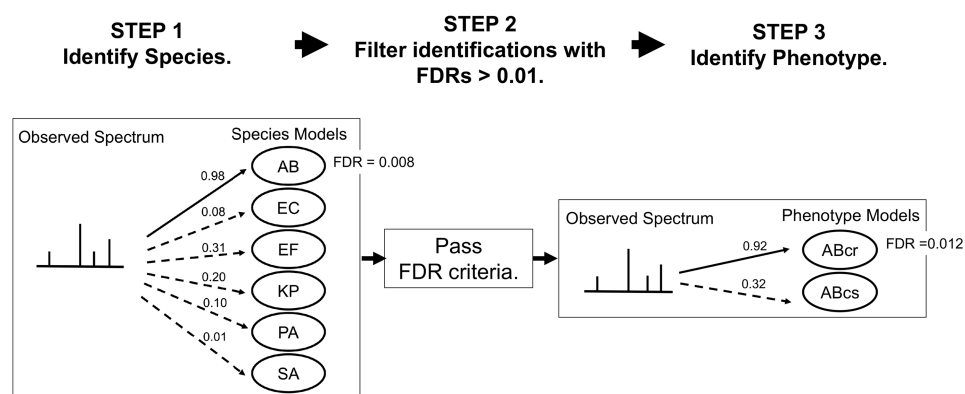 STEP 1
Identify Species.
STEP 2
Filter identifications with
FDRs > 0.01.
STEP 3
Identify Phenotype.
Observed Spectrum
Species Models
0.98
AB
FDR = 0.008
0.08
EC
0.31
EF
0.20
KP
0.10
PA
0.01
SA
Pass
FDR criteria.
Observed Spectrum
Phenotype Models
0.92
ABcr
FDR =0.012
0.32
ABcs